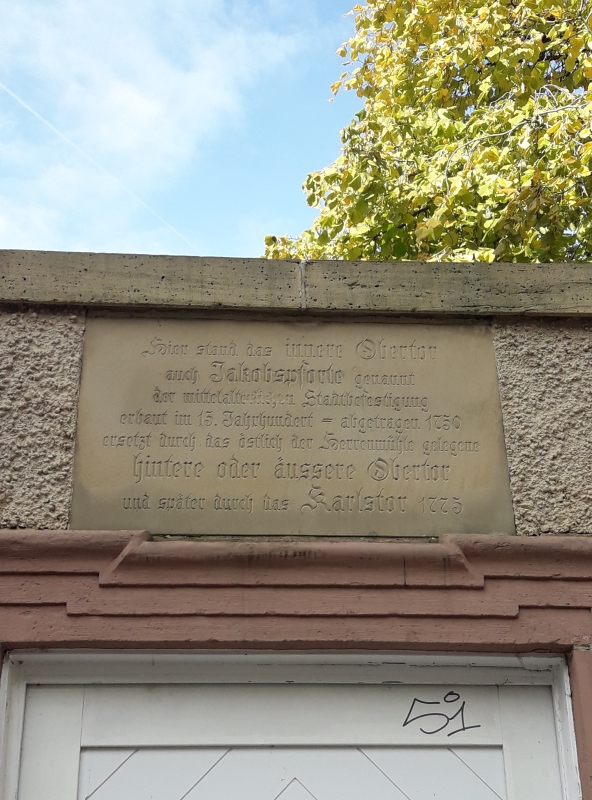 Hier stand das innere Obertor
auch Jakobspforte genannt
der mittelalterlichen Stadtbefestigung
erbaut im 13. Jahrhundert - abgetragen 1750
ersetzt durch das östlich der Herrenmühle gelegene
hintere oder äussere Obertor
und später durch das Karlstor 1775
51